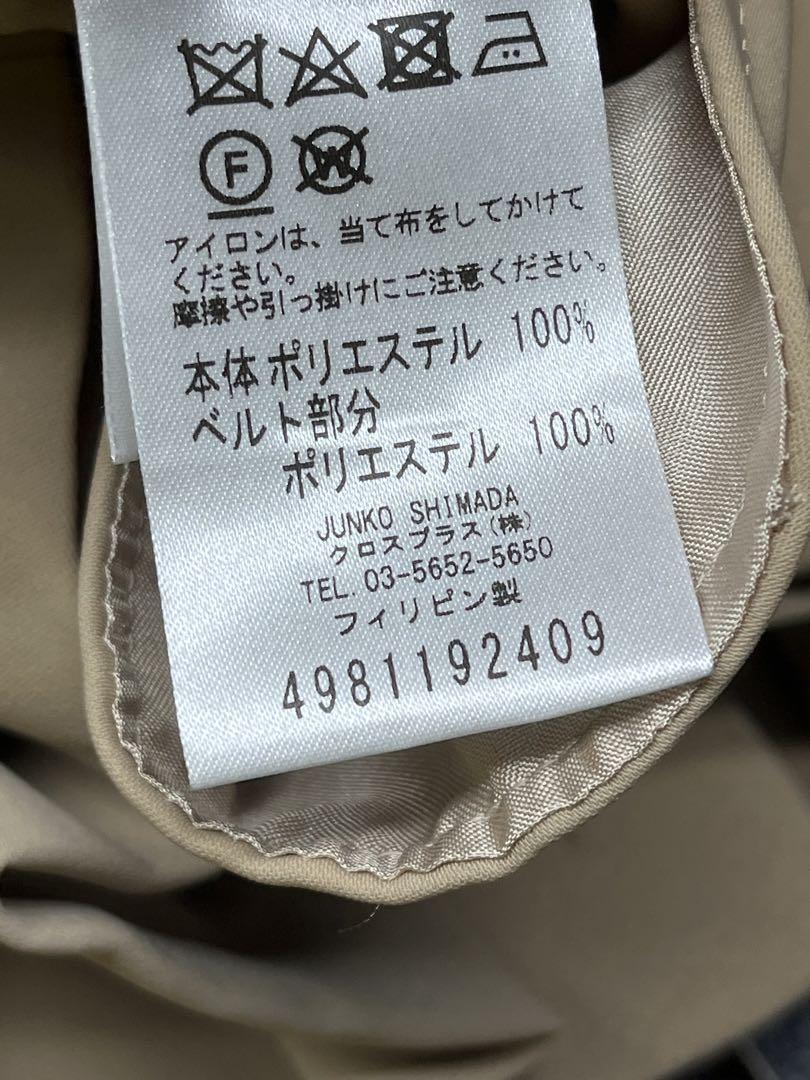 F W
アイロンは、当て布をしてかけて
ください。
摩擦や引っ掛けにご注意ください。
本体 ポリエステル 100%
ベルト部分
ポリエステル 100%
JUNKO SHIMADA
クロスプラス(株)
TEL. 03-5652-5650
フィリピン製
4981192409